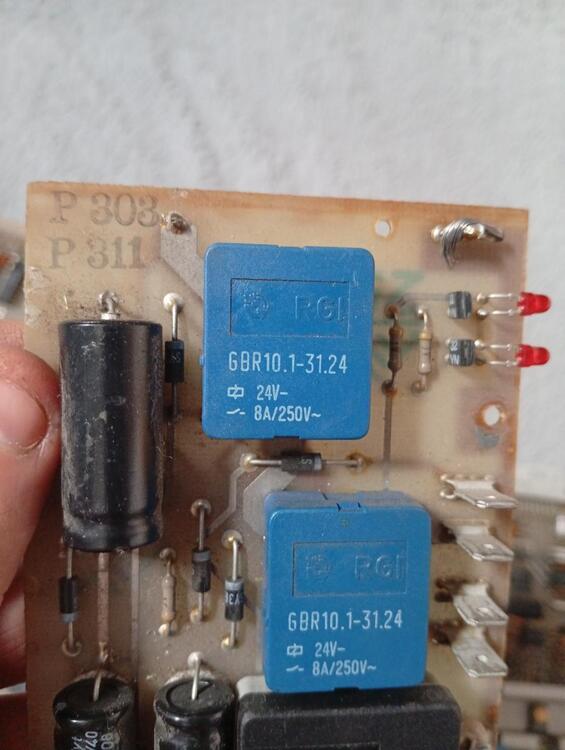 P 303
P 311
RGI
GBR10.1-31.24
24V-
8A/250V~
RGI
GBR10.1-31.24
24V-
8A/250V~